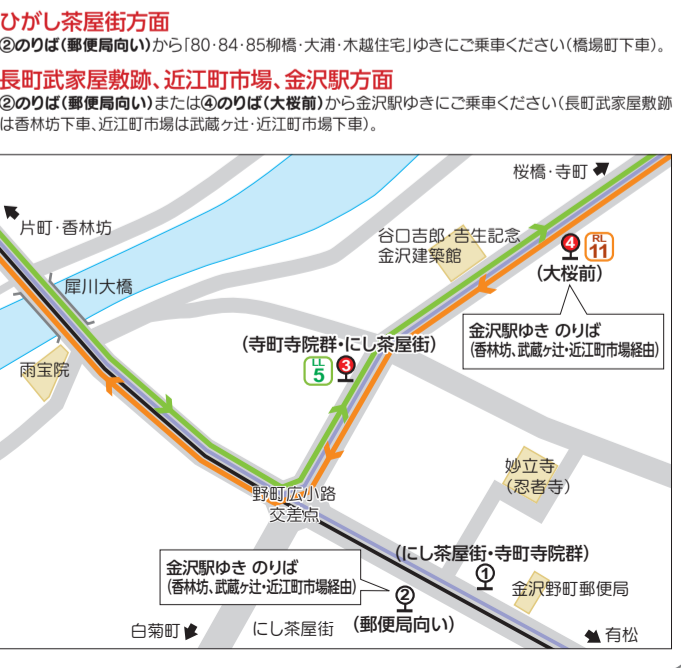 ひがし茶屋街方面
②のりば(郵便局向い)から「80・84・85柳橋・大浦・木越住宅」ゆきにご乗車ください(橋場町下車)。
長町武家屋敷跡、近江町市場、金沢駅方面
②のりば(郵便局向い)または④のりば(大桜前)から金沢駅ゆきにご乗車ください(長町武家屋敷跡
は香林坊下車、近江町市場は武蔵ヶ辻・近江町市場下車)。
桜橋・寺町
片町・香林坊
谷口吉郎・吉生記念
金沢建築館
4
RL
11
(大桜前)
犀川大橋
金沢駅ゆき のりば
(香林坊、武蔵ヶ辻・近江町市場経由)
(寺町寺院群・にし茶屋街)
LL
5
3
雨宝院
妙立寺
(忍者寺)
野町広小路
交差点
(にし茶屋街・寺町寺院群)
1
金沢野町郵便局
金沢駅ゆき のりば
(香林坊、武蔵ヶ辻・近江町市場経由)
2
(郵便局向い)
白菊町
にし茶屋街
有松